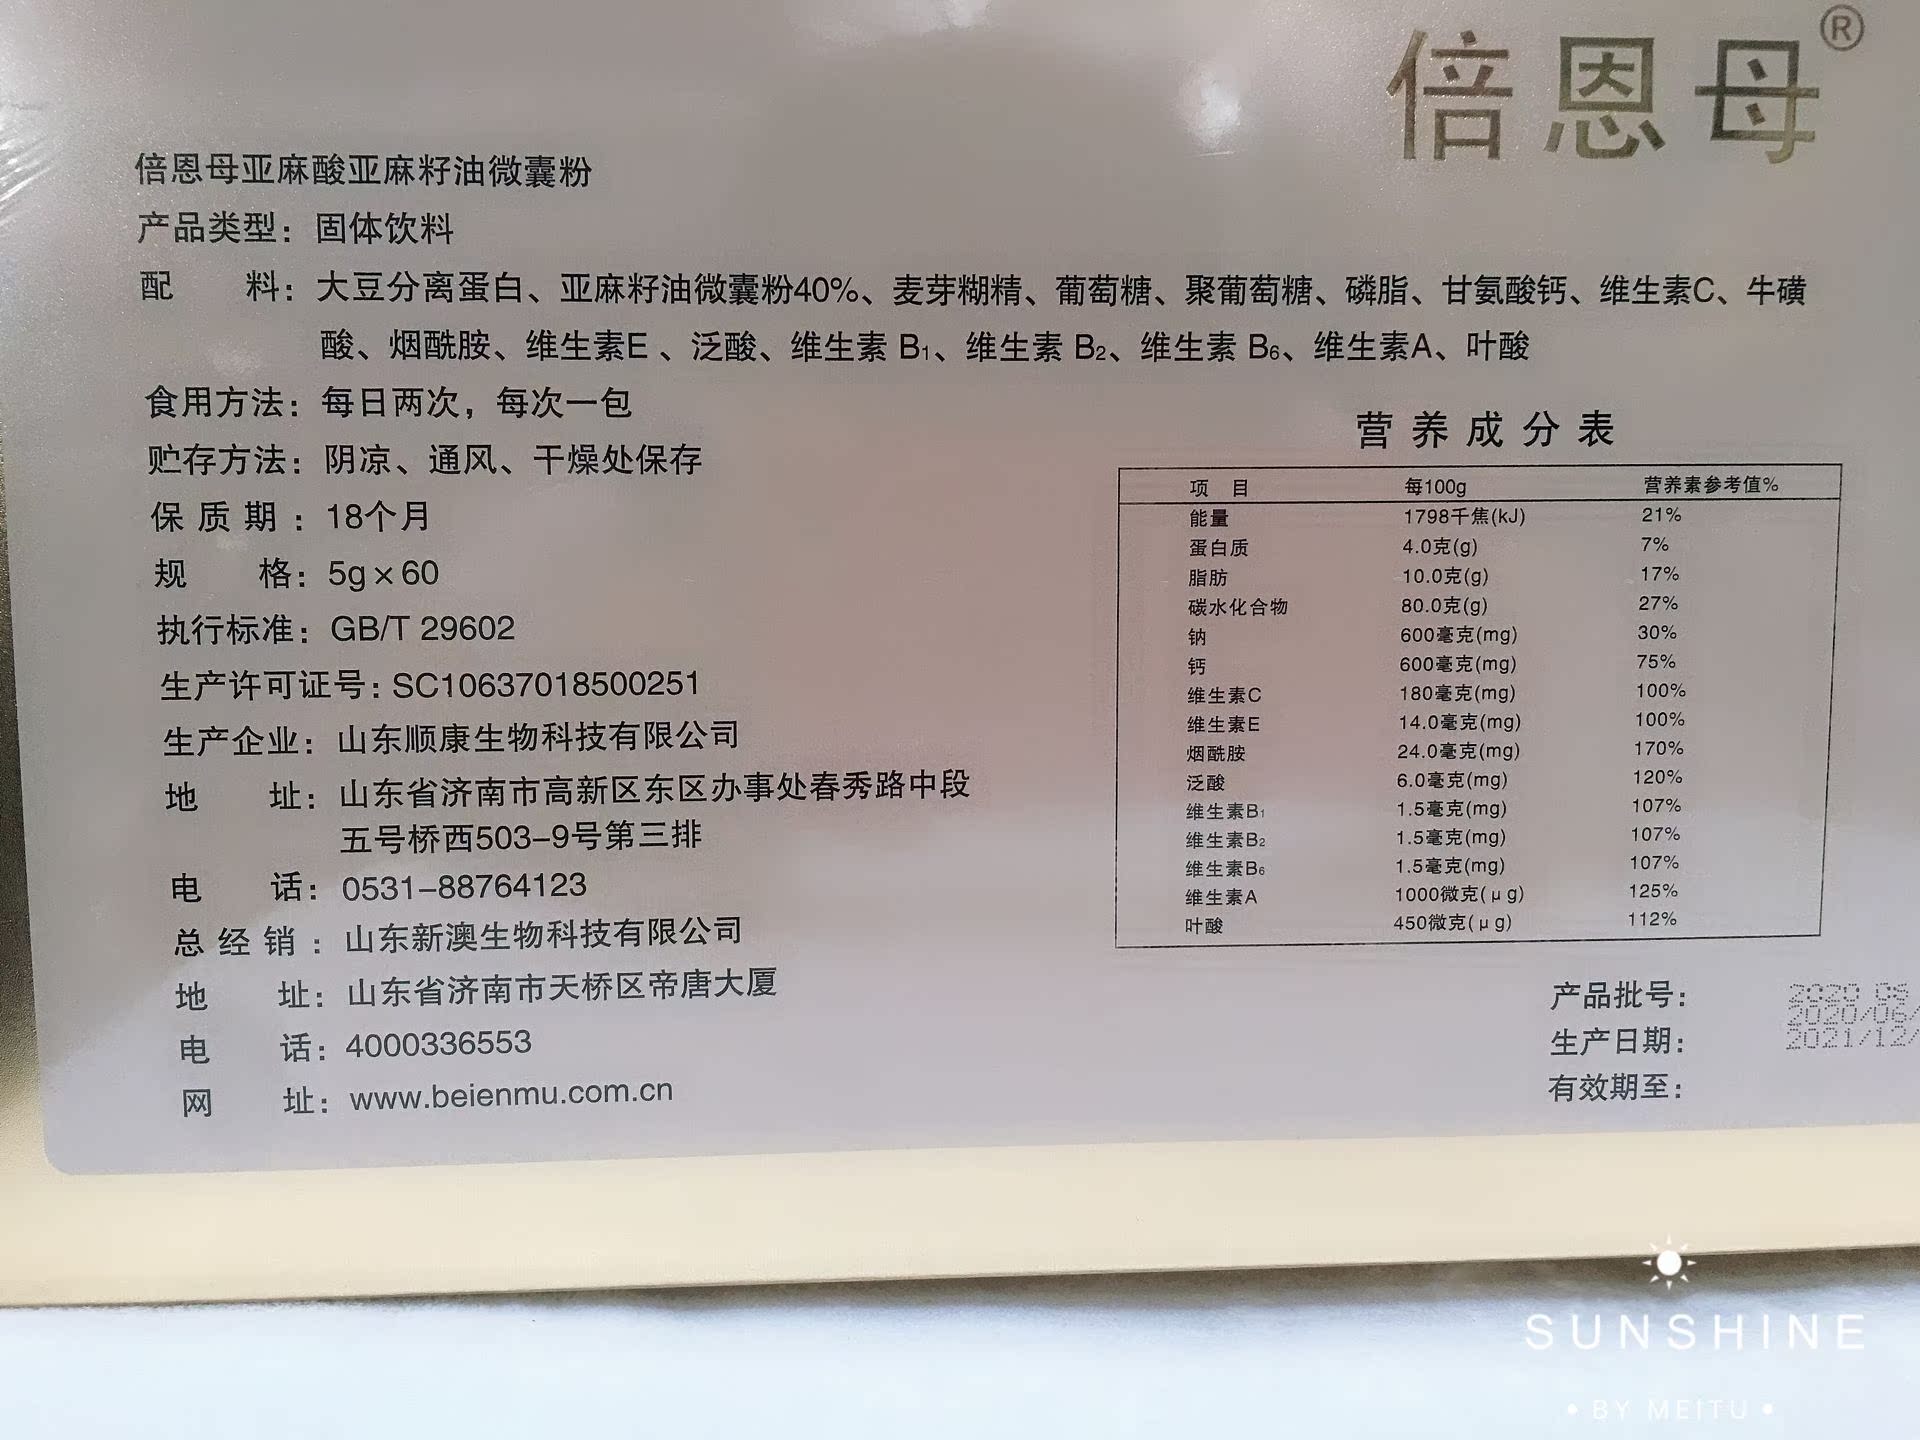 倍恩母®
倍恩母亚麻酸亚麻籽油微囊粉
产品类型：固体饮料
配 料：大豆分离蛋白、亚麻籽油微囊粉40%、麦芽糊精、葡萄糖、聚葡萄糖、磷脂、甘氨酸钙、维生素C、牛磺
酸、烟酰胺、维生素E 、泛酸、维生素 B₁、维生素 B₂、维生素 B₆、维生素A、叶酸
食用方法：每日两次，每次一包
贮存方法：阴凉、通风、干燥处保存
保 质 期 ：18个月
规 格：5g×60
执行标准：GB/T 29602
生产许可证号：SC10637018500251
生产企业：山东顺康生物科技有限公司
地 址：山东省济南市高新区东区办事处春秀路中段
五号桥西503-9号第三排
电 话：0531-88764123
总 经 销 ：山东新澳生物科技有限公司
地 址：山东省济南市天桥区帝唐大厦
电 话：4000336553
网 址：www.beienmu.com.cn
营 养 成 分 表
项 目 每100g 营养素参考值%
能量 1798千焦(kJ) 21%
蛋白质 4.0克(g) 7%
脂肪 10.0克(g) 17%
碳水化合物 80.0克(g) 27%
钠 600毫克(mg) 30%
钙 600毫克(mg) 75%
维生素C 180毫克(mg) 100%
维生素E 14.0毫克(mg) 100%
烟酰胺 24.0毫克(mg) 170%
泛酸 6.0毫克(mg) 120%
维生素B₁ 1.5毫克(mg) 107%
维生素B₂ 1.5毫克(mg) 107%
维生素B₆ 1.5毫克(mg) 107%
维生素A 1000微克(μg) 125%
叶酸 450微克(μg) 112%
产品批号：
生产日期：
有效期至：
2020 06
2020/06/
2021/12/
SUNSHINE
• BY MEITU •